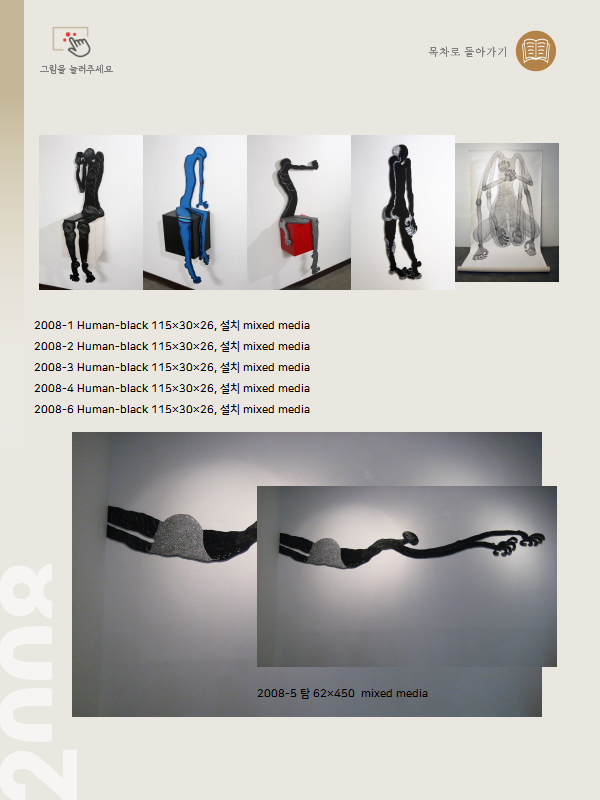 그림을 눌러주세요
목차로 돌아가기
2008-1 Human-black 115×30×26, 설치 mixed media
2008-2 Human-black 115×30×26, 설치 mixed media
2008-3 Human-black 115×30×26, 설치 mixed media
2008-4 Human-black 115×30×26, 설치 mixed media
2008-6 Human-black 115×30×26, 설치 mixed media
2008-5 탐 62×450  mixed media
2008